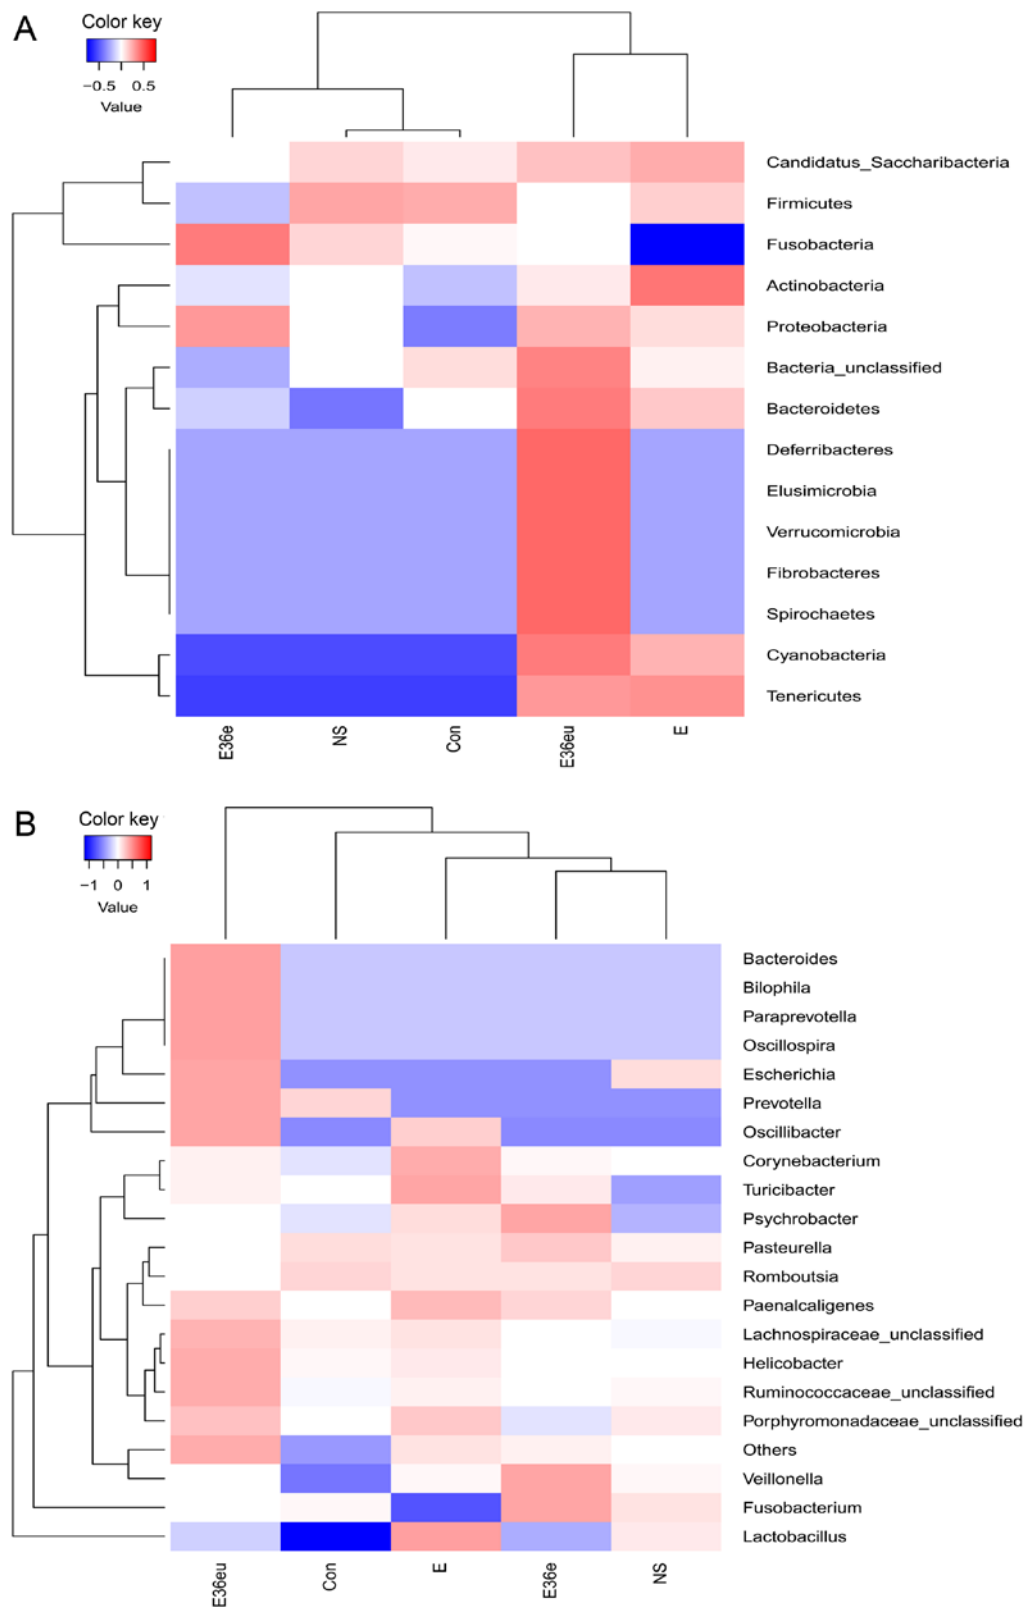 A
Color key
−0.5 0.5
Value
Candidatus_Saccharibacteria
Firmicutes
Fusobacteria
Actinobacteria
Proteobacteria
Bacteria_unclassified
Bacteroidetes
Deferribacteres
Elusimicrobia
Verrucomicrobia
Fibrobacteres
Spirochaetes
Cyanobacteria
Tenericutes
E36e NS Con E36eu E
B
Color key
−1 0 1
Value
Bacteroides
Bilophila
Paraprevotella
Oscillospira
Escherichia
Prevotella
Oscillibacter
Corynebacterium
Turicibacter
Psychrobacter
Pasteurella
Romboutsia
Paenalcaligenes
Lachnospiraceae_unclassified
Helicobacter
Ruminococcaceae_unclassified
Porphyromonadaceae_unclassified
Others
Veillonella
Fusobacterium
Lactobacillus
E36eu Con E E36e NS